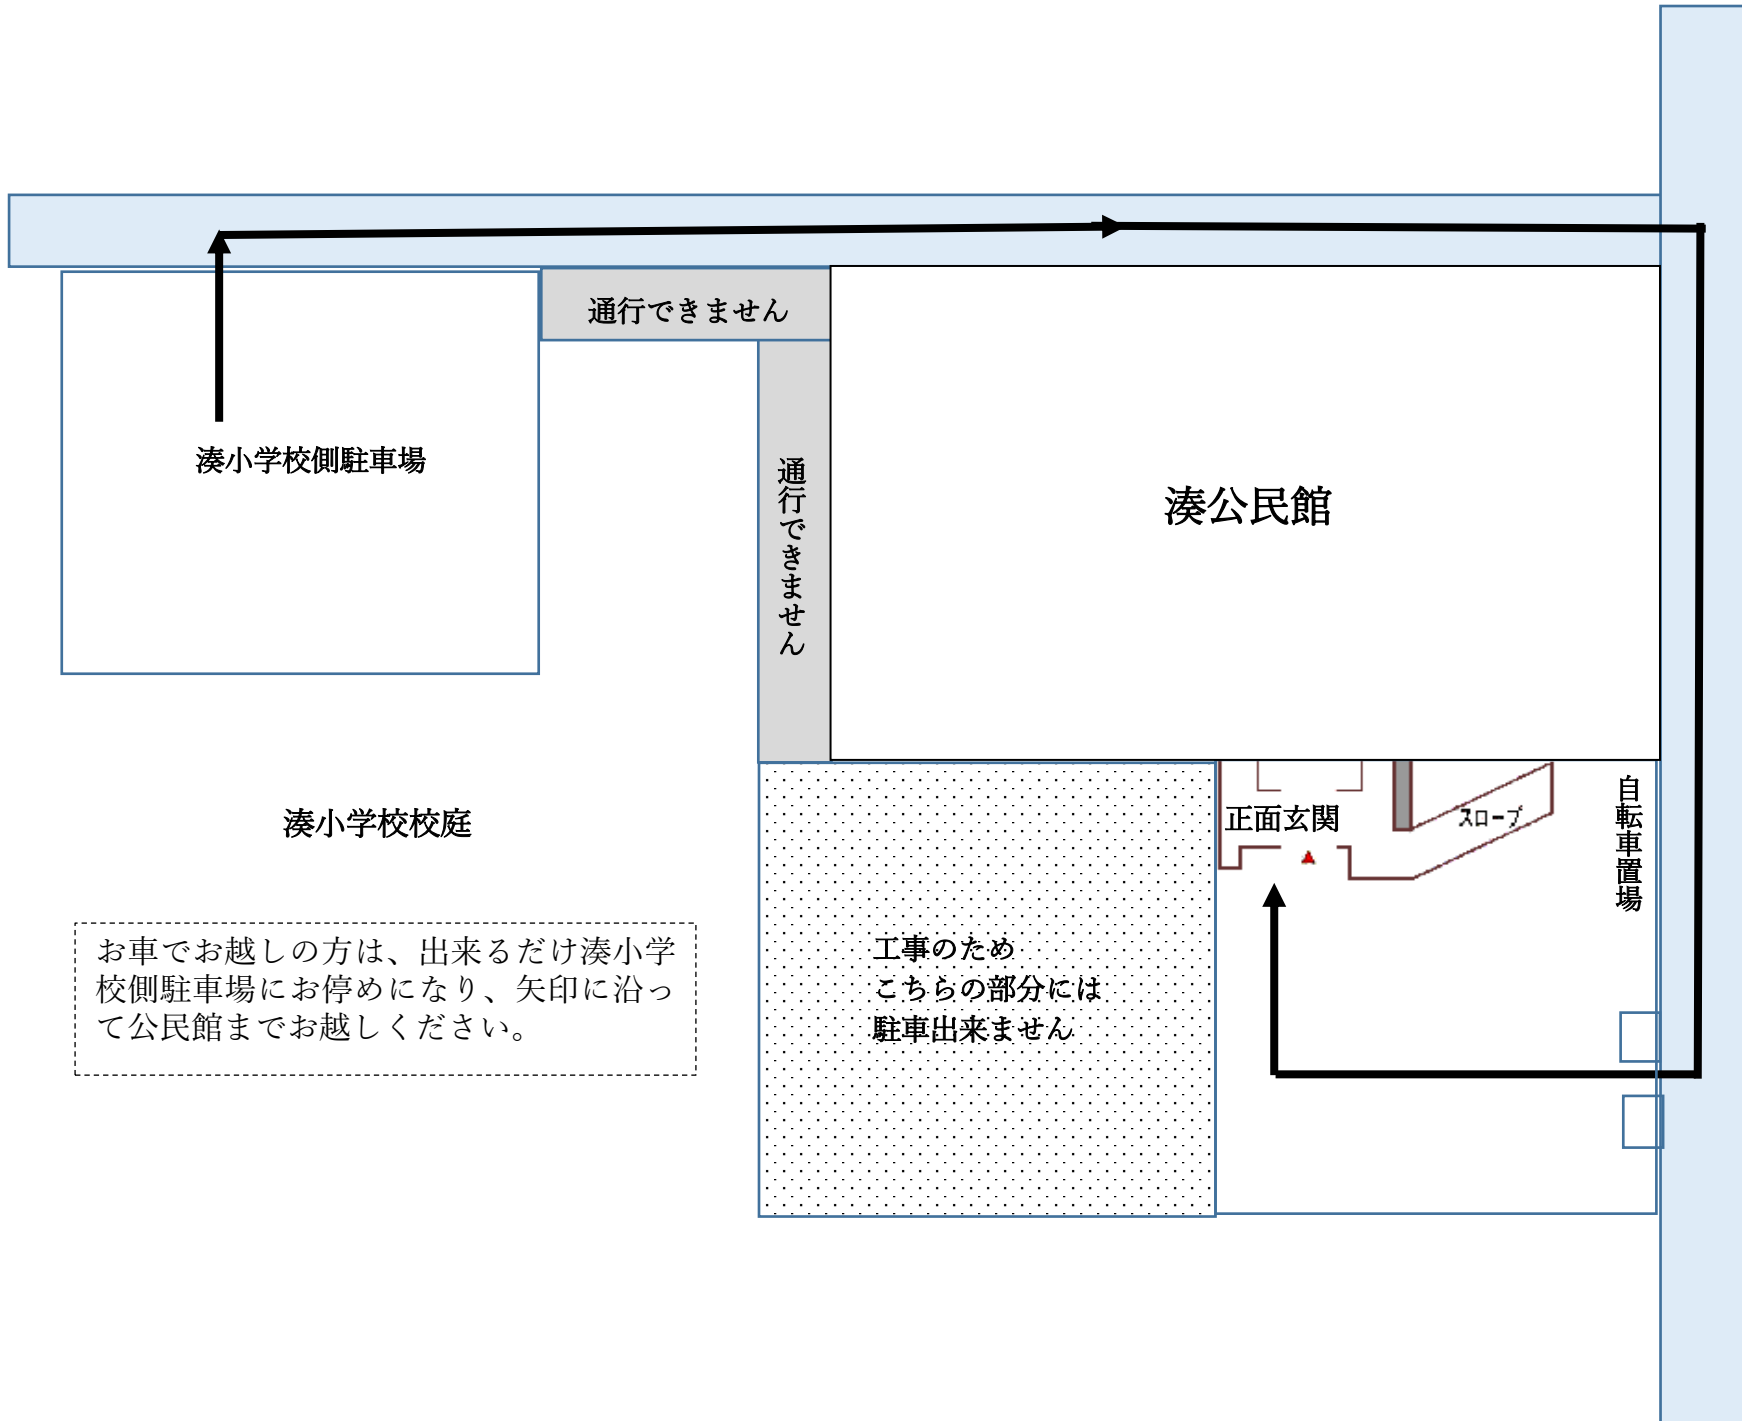 通行できません
湊小学校側駐車場
通行できません
湊公民館
正面玄関
スロープ
自転車置場
湊小学校校庭
お車でお越しの方は、出来るだけ湊小学
校側駐車場にお停めになり、矢印に沿っ
て公民館までお越しください。
工事のため
こちらの部分には
駐車出来ません